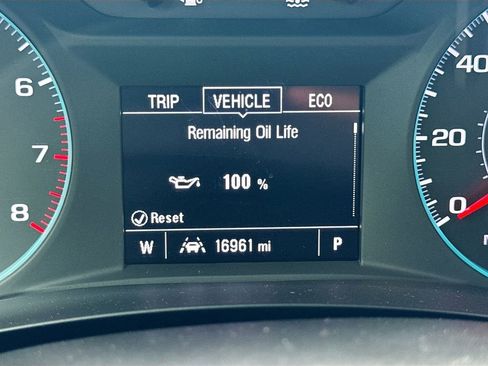 TRIP VEHICLE ECO
Remaining Oil Life
100 %
Reset
W 16961 mi P
6
7
8
40
20
0